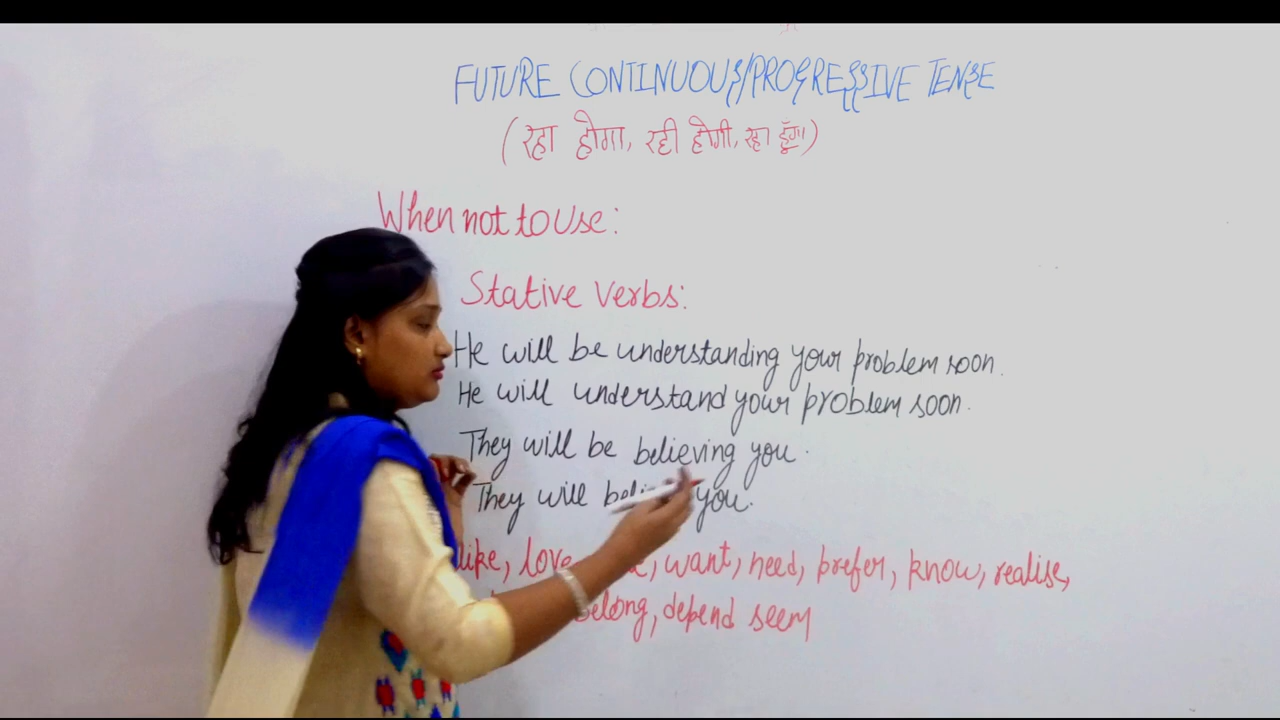 FUTURE CONTINUOUS/PROGRESSIVE TENSE
(रहा होगा, रही होगी, रहा हूँगा)
When not to Use:
Stative Verbs:
He will be understanding your problem soon.
He will understand your problem soon.
They will be believing you.
They will you.
like, love, want, need, prefer, know, realise,
belong, depend seem